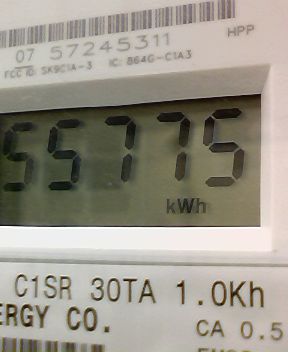 HPP
07 57245311
FCC ID: SK9C1A-3 IC: 864G-C1A3
55775
kWh
C1SR 30TA 1.0Kh
ERGY CO.
CA 0.5